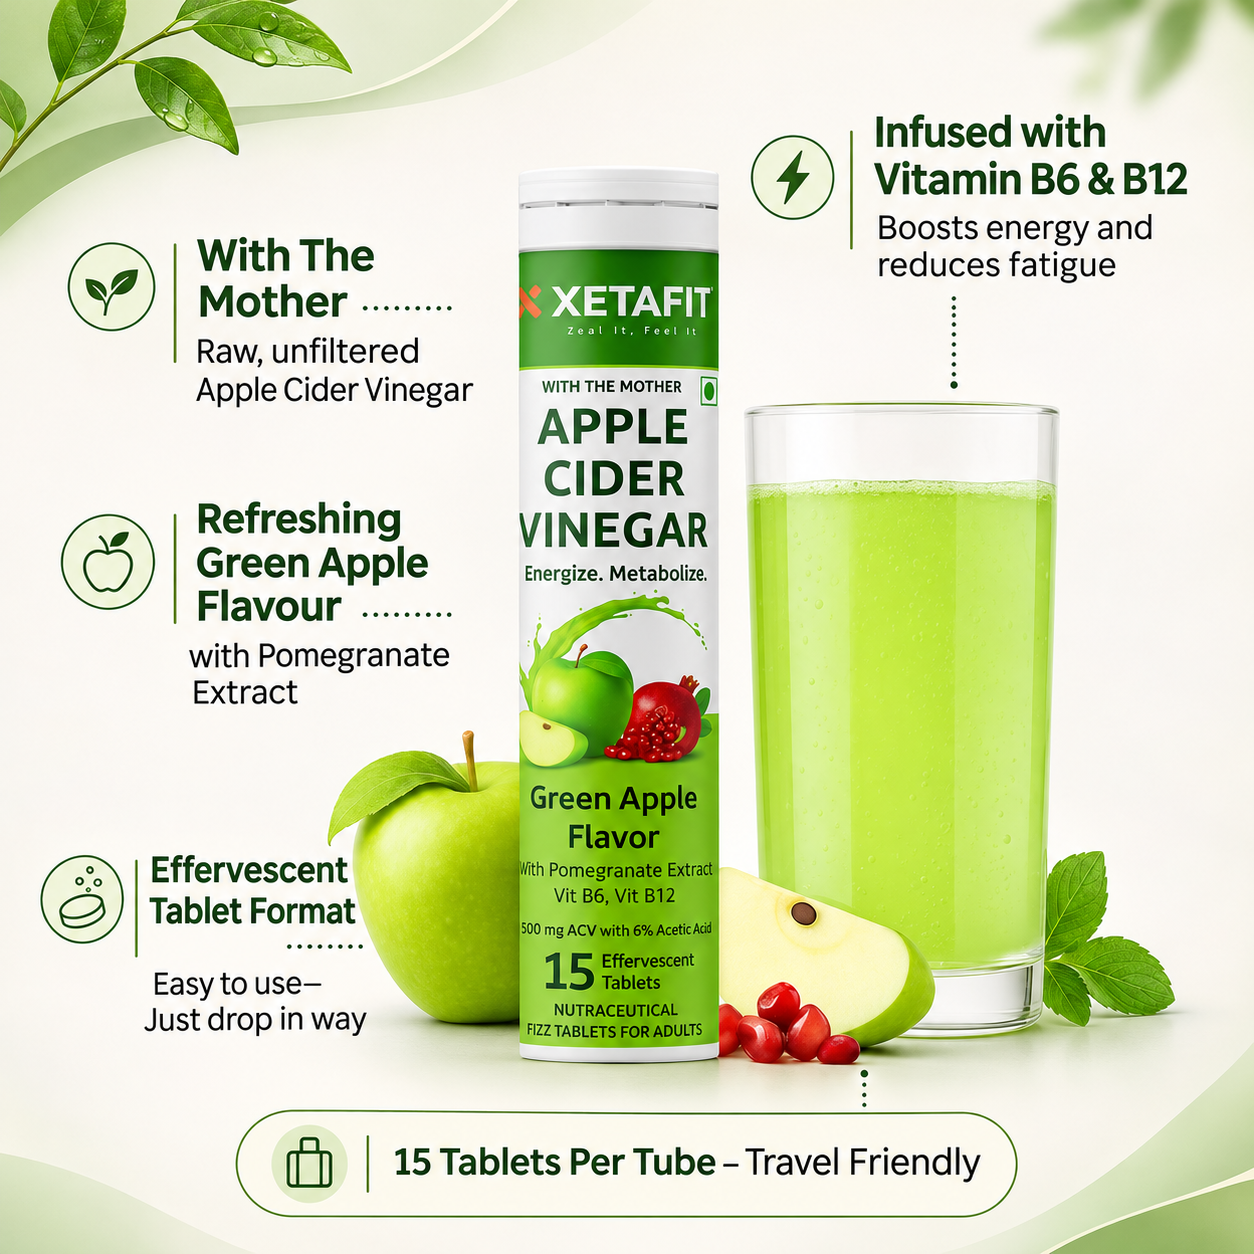 Infused with
Vitamin B6 & B12
Boosts energy and
reduces fatigue
With The
Mother
Raw, unfiltered
Apple Cider Vinegar
Refreshing
Green Apple
Flavour
with Pomegranate
Extract
Effervescent
Tablet Format
Easy to use–
Just drop in way
XETAFIT
Zeal It, Feel It
WITH THE MOTHER
APPLE
CIDER
VINEGAR
Energize. Metabolize.
Green Apple
Flavor
With Pomegranate Extract
Vit B6, Vit B12
500 mg ACV with 6% Acetic Acid
15 Effervescent
Tablets
NUTRACEUTICAL
FIZZ TABLETS FOR ADULTS
15 Tablets Per Tube – Travel Friendly